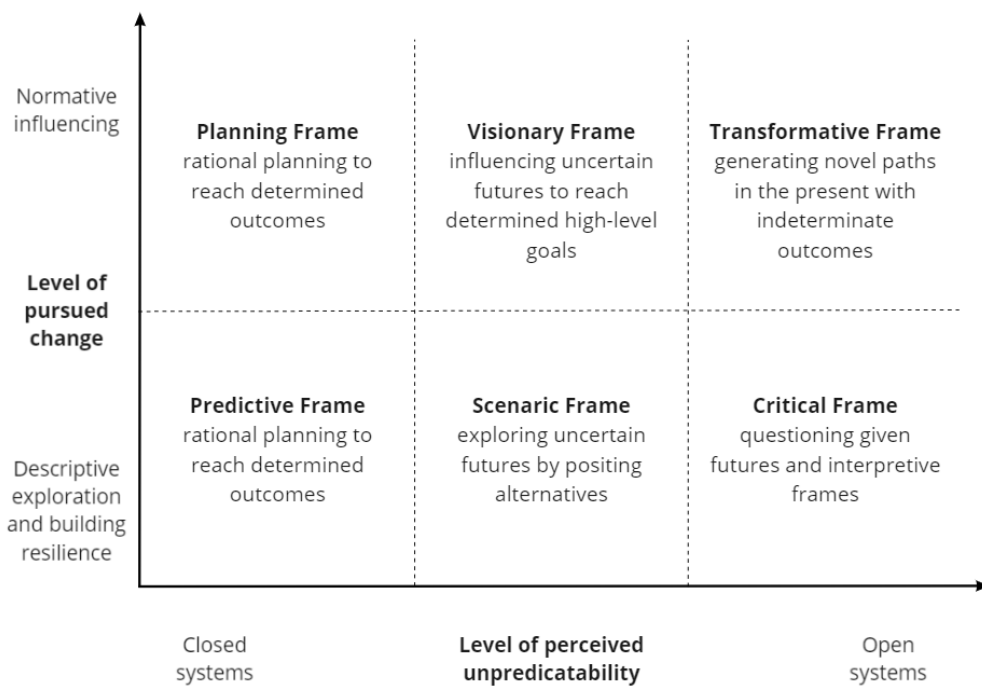 Normative
influencing
Planning Frame
rational planning to
reach determined
outcomes
Visionary Frame
influencing uncertain
futures to reach
determined high-level
goals
Transformative Frame
generating novel paths
in the present with
indeterminate
outcomes
Level of
pursued
change
Predictive Frame
rational planning to
reach determined
outcomes
Scenaric Frame
exploring uncertain
futures by positing
alternatives
Critical Frame
questioning given
futures and interpretive
frames
Descriptive
exploration
and building
resilience
Closed
systems
Level of perceived
unpredicatability
Open
systems